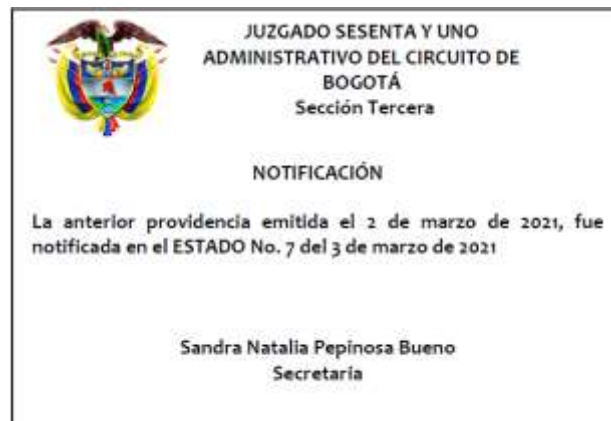 JUZGADO SESENTA Y UNO
ADMINISTRATIVO DEL CIRCUITO DE
BOGOTÁ
Sección Tercera
NOTIFICACIÓN
La anterior providencia emitida el 2 de marzo de 2021, fue
notificada en el ESTADO No. 7 del 3 de marzo de 2021
Sandra Natalia Pepinosa Bueno
Secretaria